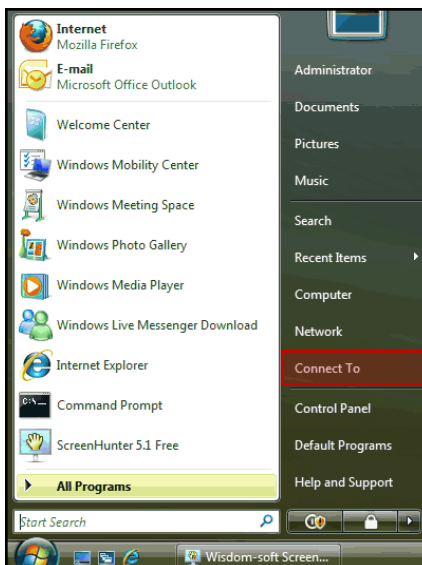 Internet
Mozilla Firefox
E-mail
Microsoft Office Outlook
Welcome Center
Windows Mobility Center
Windows Meeting Space
Windows Photo Gallery
Windows Media Player
Windows Live Messenger Download
Internet Explorer
Command Prompt
ScreenHunter 5.1 Free
All Programs
Start Search
Administrator
Documents
Pictures
Music
Search
Recent Items
Computer
Network
Connect To
Control Panel
Default Programs
Help and Support
Wisdom-soft Screen...